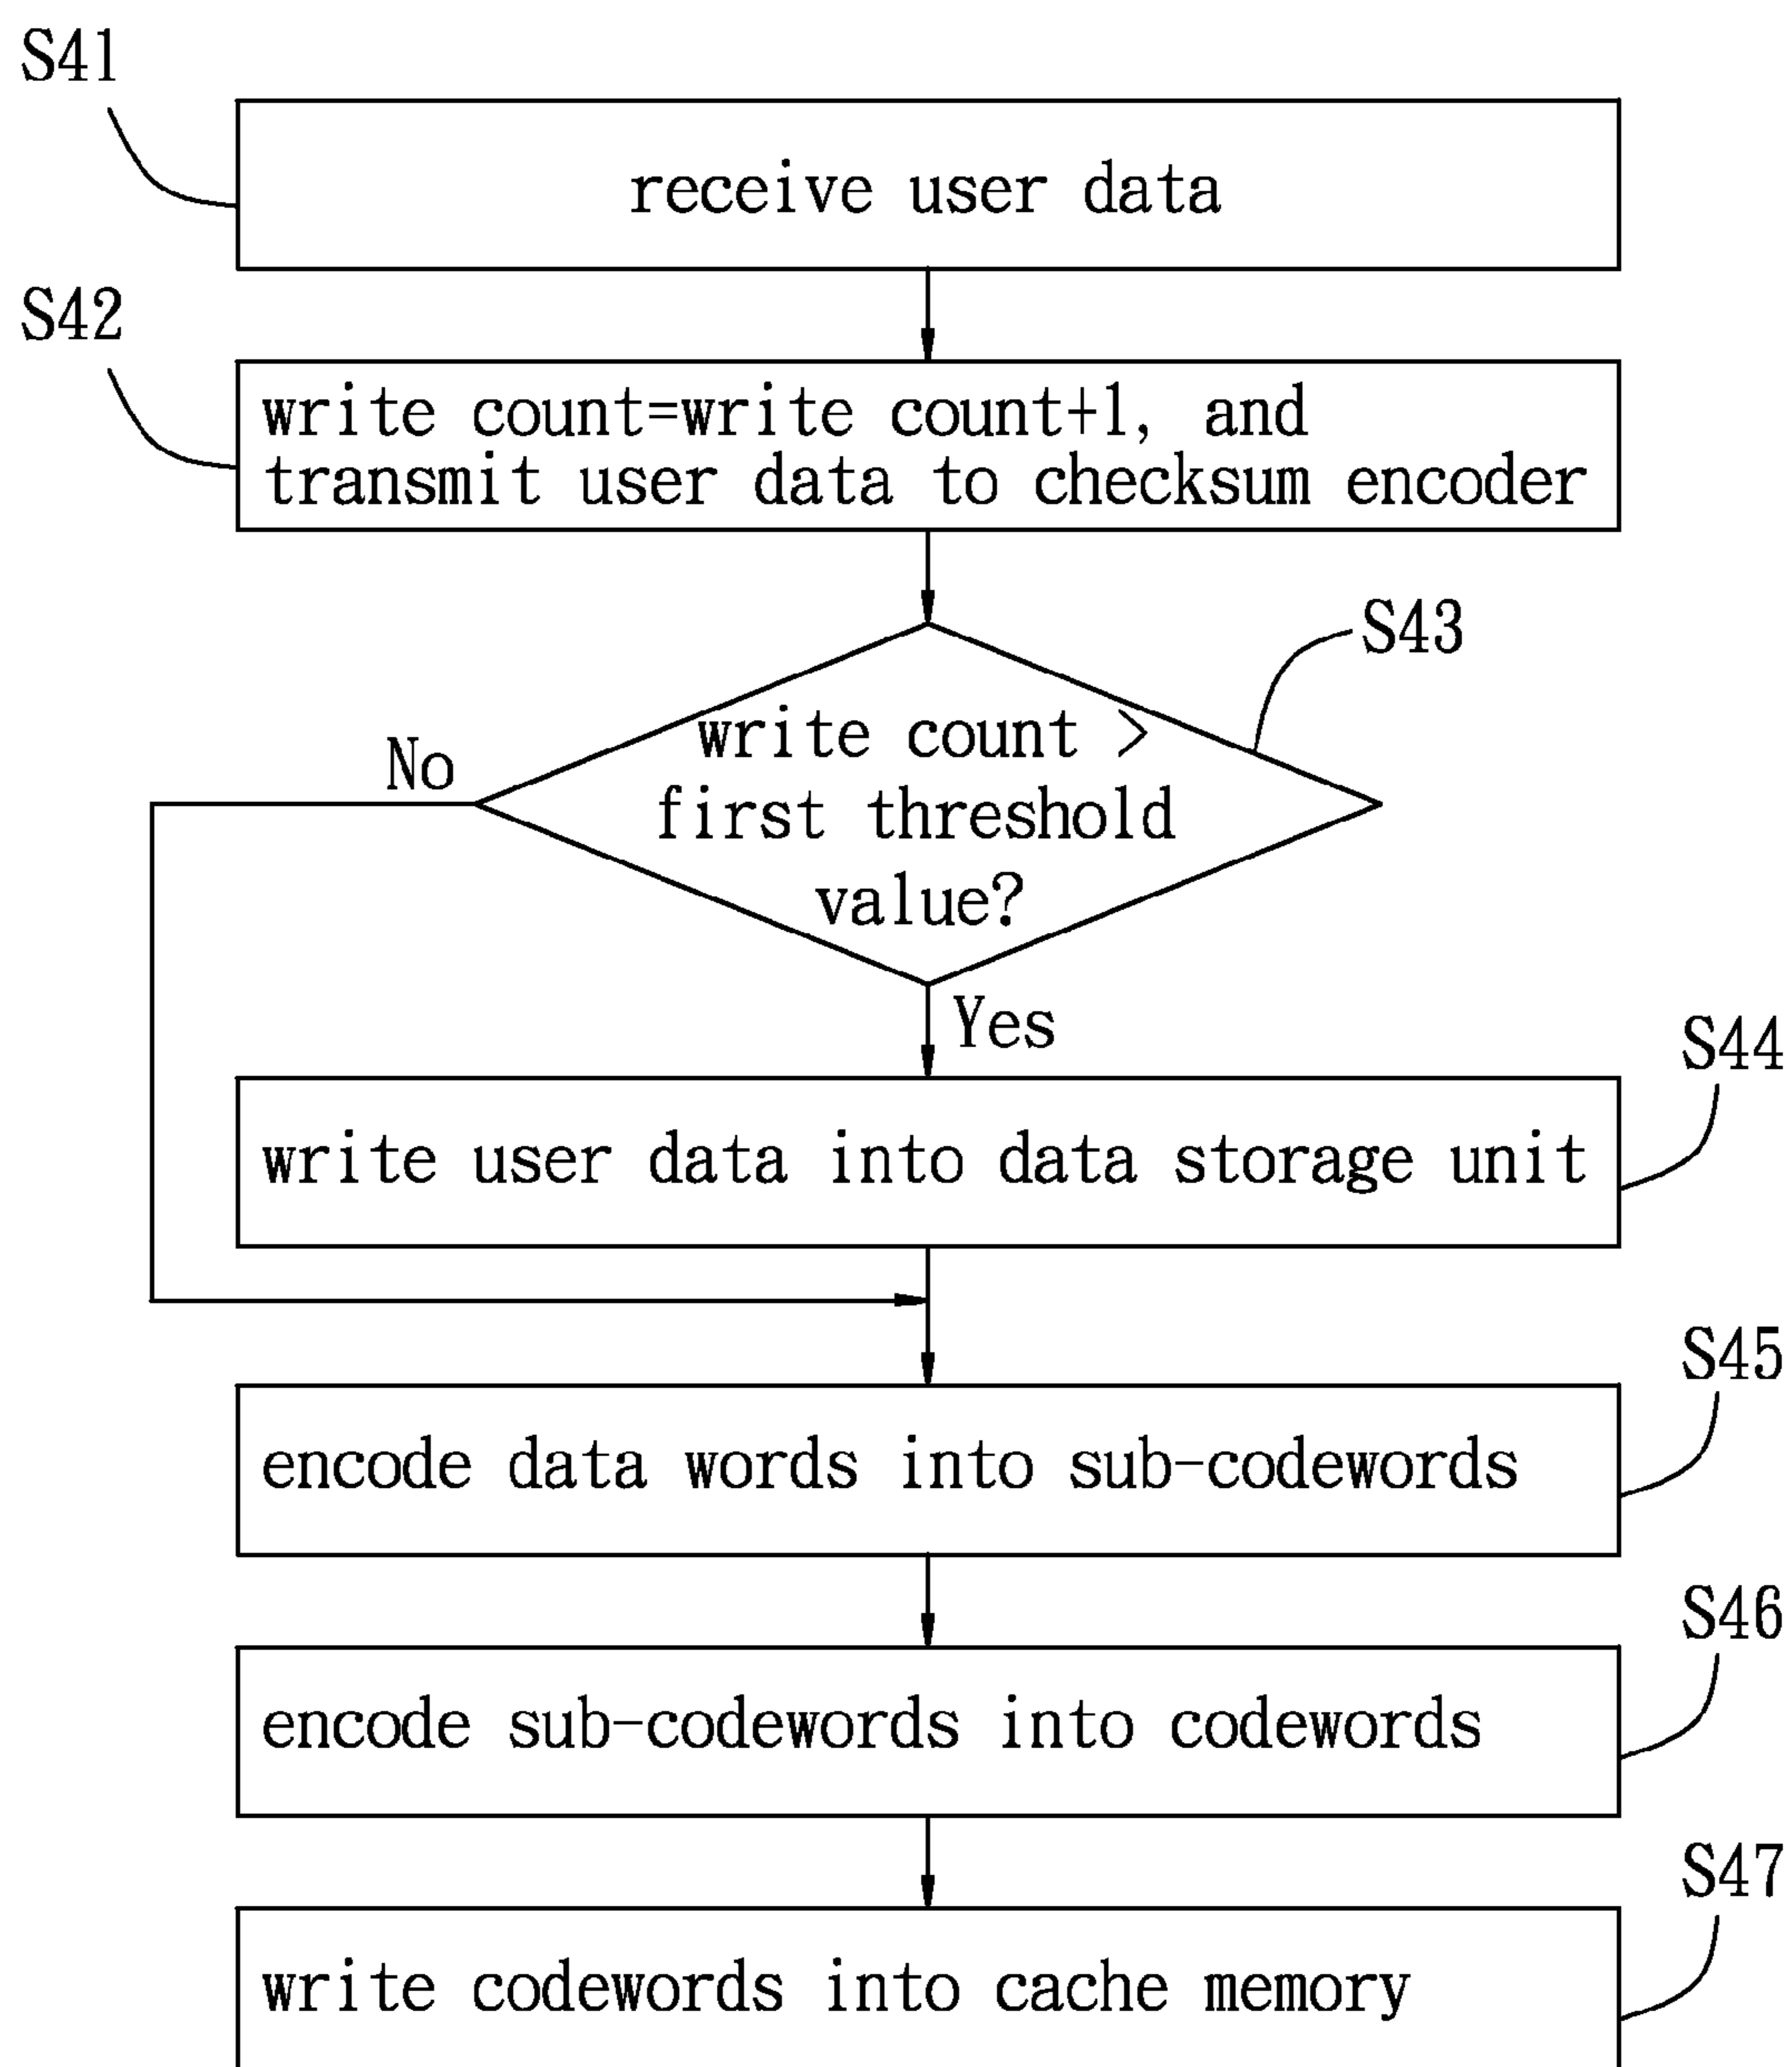 S41
receive user data
S42
write count=write count+1, and
transmit user data to checksum encoder
S43
write count >
first threshold
value?
No
Yes
S44
write user data into data storage unit
S45
encode data words into sub-codewords
S46
encode sub-codewords into codewords
S47
write codewords into cache memory